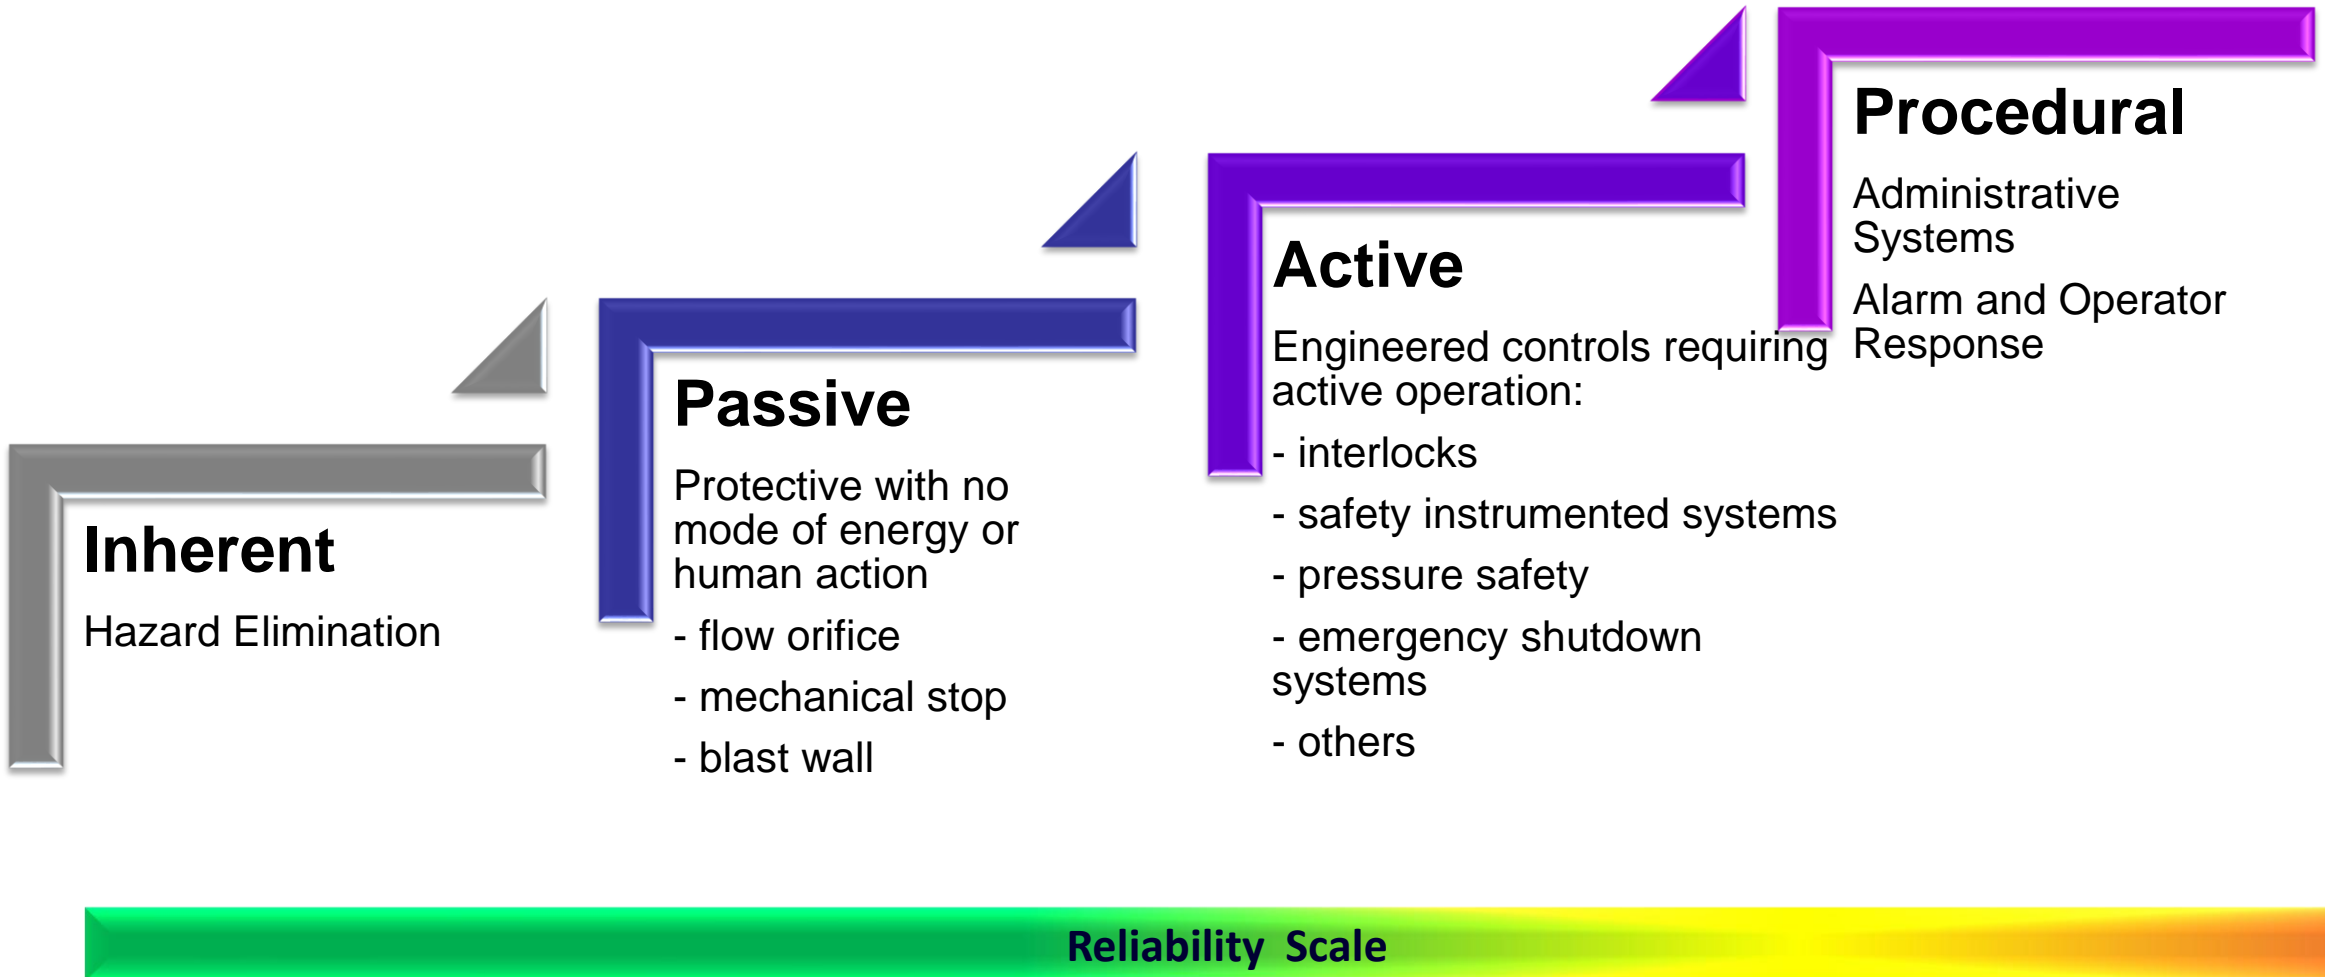 Inherent
Hazard Elimination
Passive
Protective with no
mode of energy or
human action
- flow orifice
- mechanical stop
- blast wall
Active
Engineered controls requiring
active operation:
- interlocks
- safety instrumented systems
- pressure safety
- emergency shutdown
systems
- others
Procedural
Administrative
Systems
Alarm and Operator
Response
Reliability Scale